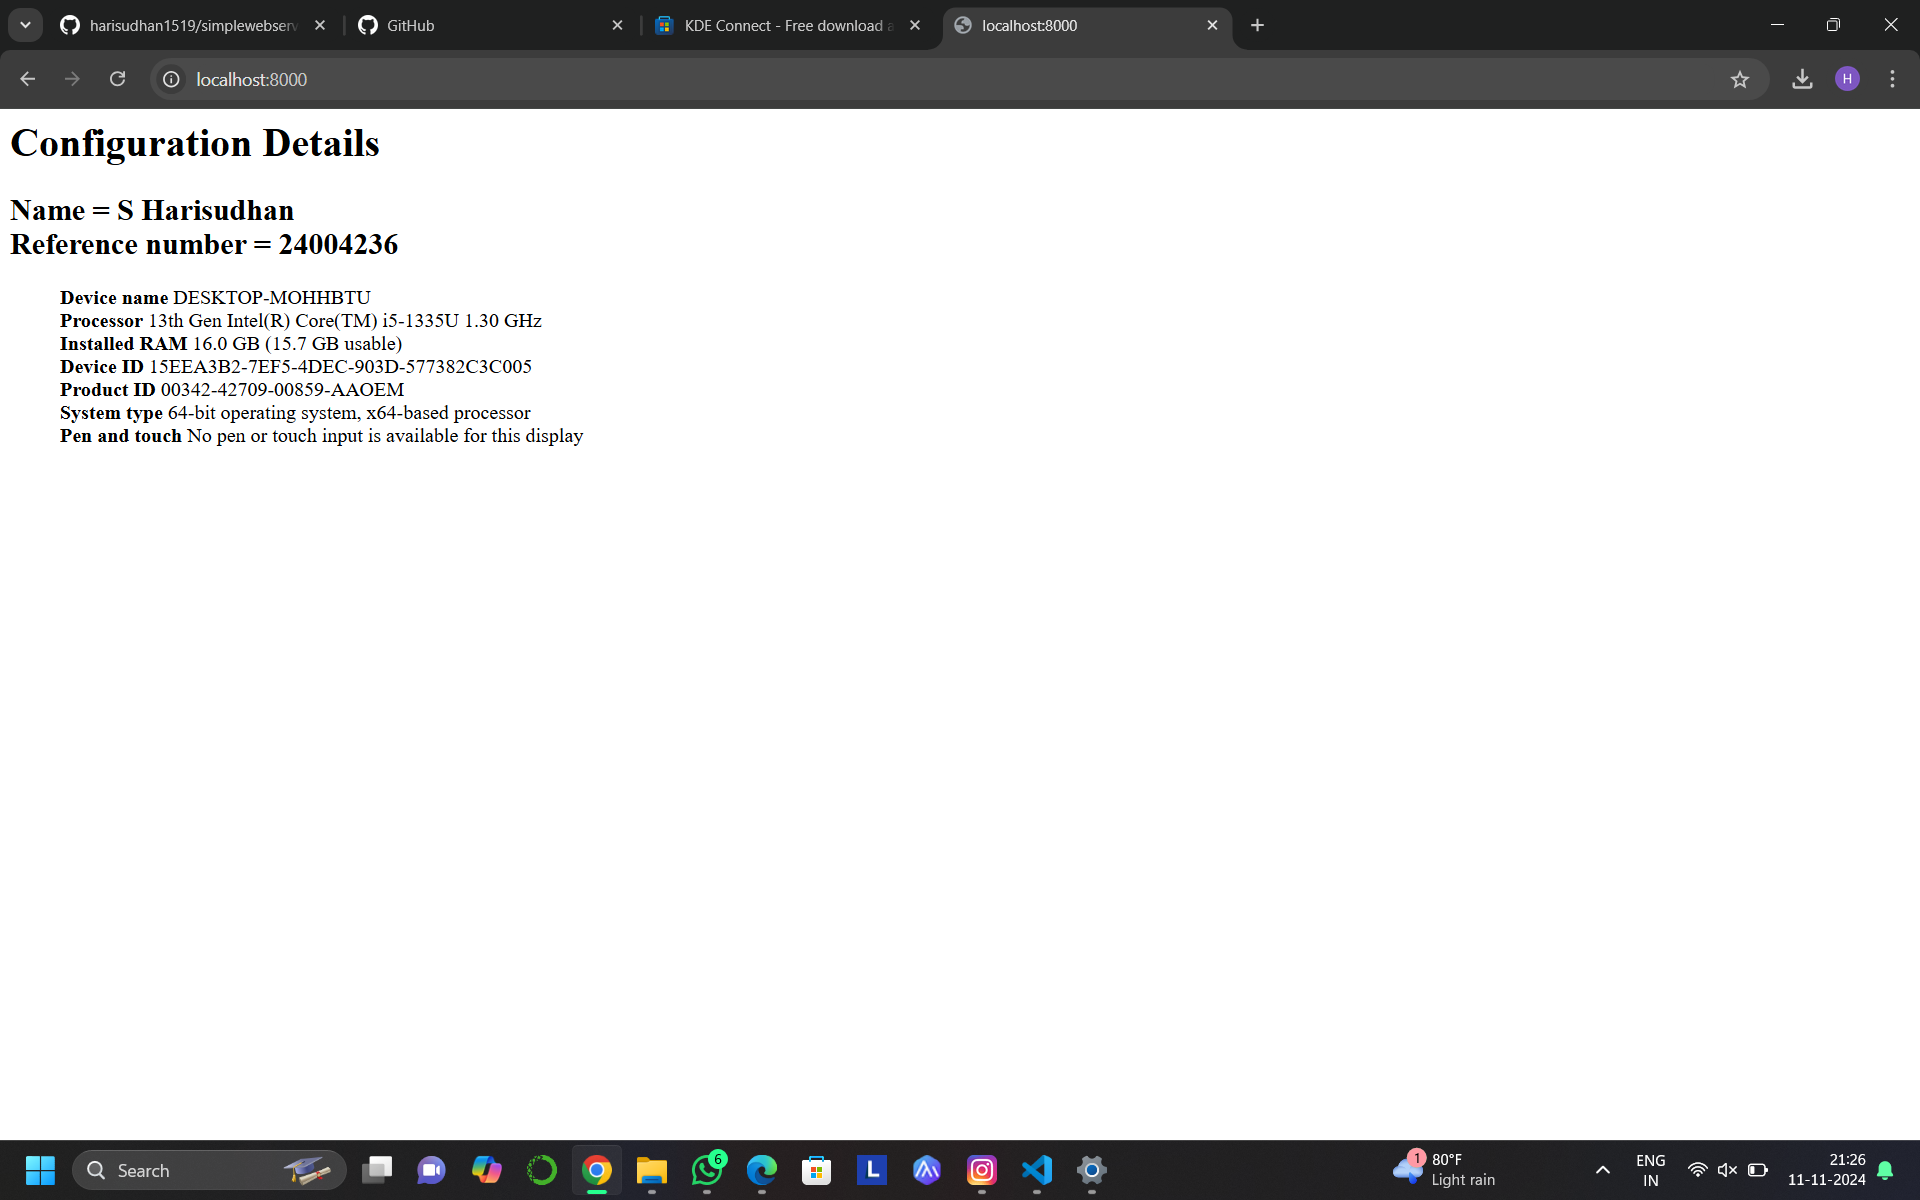 harisudhan1519/simplewebserv
GitHub
KDE Connect - Free download a
localhost:8000
localhost:8000
H
Configuration Details
Name = S Harisudhan
Reference number = 24004236
Device name DESKTOP-MOHHBTU
Processor 13th Gen Intel(R) Core(TM) i5-1335U 1.30 GHz
Installed RAM 16.0 GB (15.7 GB usable)
Device ID 15EEA3B2-7EF5-4DEC-903D-577382C3C005
Product ID 00342-42709-00859-AAOEM
System type 64-bit operating system, x64-based processor
Pen and touch No pen or touch input is available for this display
Search
6
L
1
80°F
Light rain
ENG
IN
21:26
11-11-2024